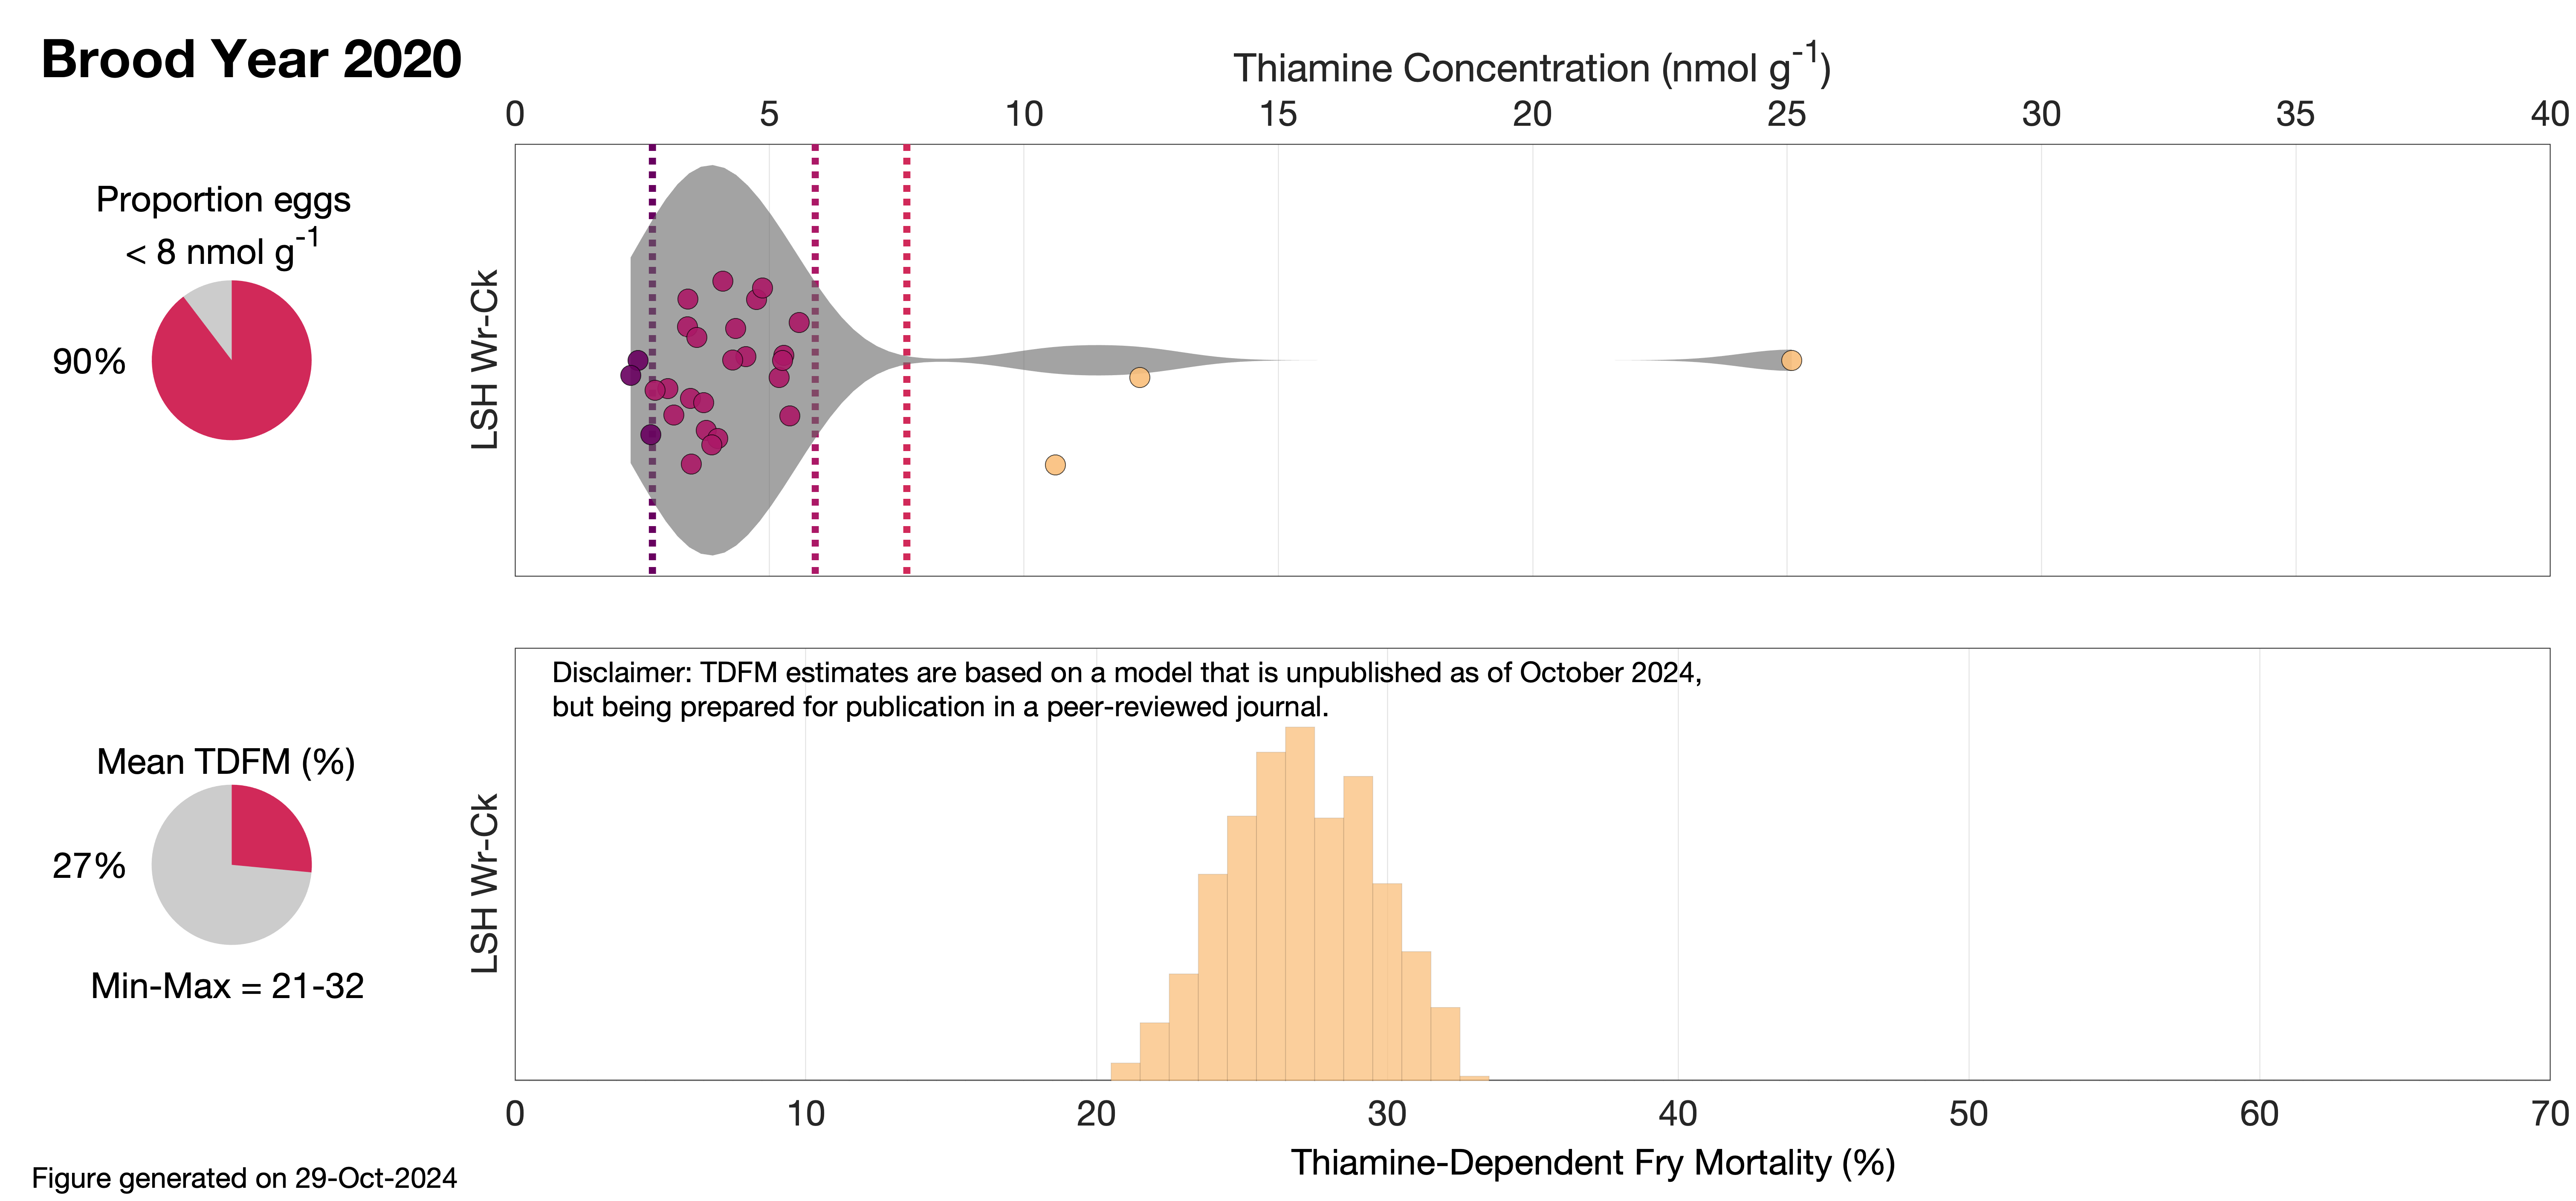 Brood Year 2020
Thiamine Concentration (nmol g⁻¹)
0 5 10 15 20 25 30 35 40
Proportion eggs
< 8 nmol g⁻¹
90%
LSH Wr-Ck
Disclaimer: TDFM estimates are based on a model that is unpublished as of October 2024,
but being prepared for publication in a peer-reviewed journal.
Mean TDFM (%)
27%
Min-Max = 21-32
LSH Wr-Ck
0 10 20 30 40 50 60 70
Thiamine-Dependent Fry Mortality (%)
Figure generated on 29-Oct-2024